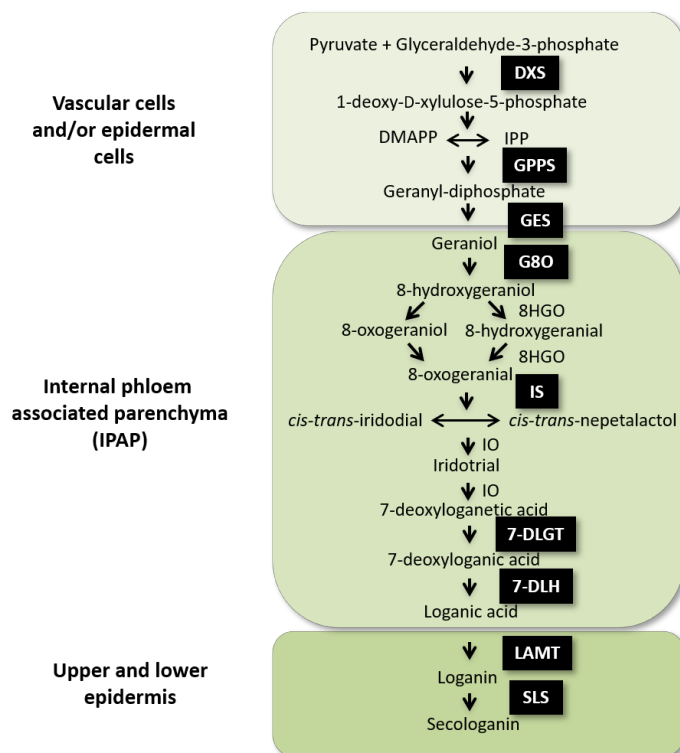 Pyruvate + Glyceraldehyde-3-phosphate
DXS
Vascular cells
and/or epidermal
cells
1-deoxy-D-xylulose-5-phosphate
DMAPP
IPP
GPPS
Geranyl-diphosphate
GES
Geraniol
G8O
8-hydroxygeraniol
8HGO
8-oxogeraniol
8-hydroxygeranial
8HGO
8-oxogeranial
IS
Internal phloem
associated parenchyma
(IPAP)
cis-trans-iridodial
cis-trans-nepetalactol
IO
Iridotrial
IO
7-deoxyloganetic acid
7-DLGT
7-deoxyloganic acid
7-DLH
Loganic acid
Upper and lower
epidermis
LAMT
Loganin
SLS
Secologanin